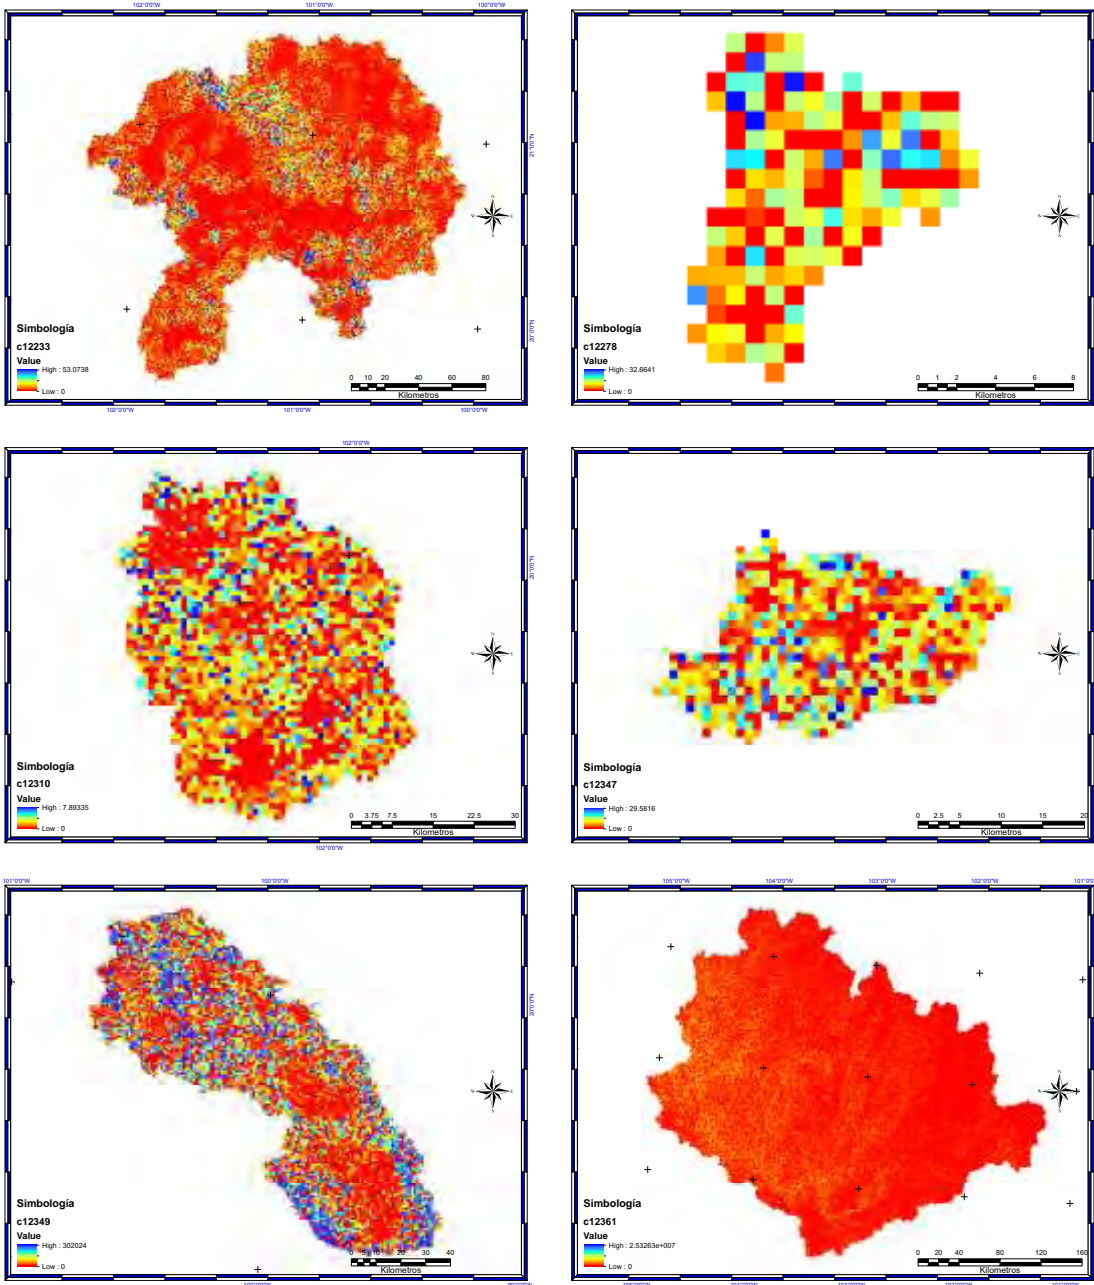 102°0'0"W 101°0'0"W 100°0'0"W
21°0'0"N
20°0'0"N
Simbología
c12233
Value
High : 53.0738
Low : 0
0 10 20 40 60 80
Kilometros
102°0'0"W 101°0'0"W 100°0'0"W
N
W E
S
Simbología
c12278
Value
High : 32.6641
Low : 0
0 1 2 4 6 8
Kilometros
N
W E
S
102°0'0"W
20°0'0"N
Simbología
c12310
Value
High : 7.89335
Low : 0
0 3.75 7.5 15 22.5 30
Kilometros
102°0'0"W
N
W E
S
Simbología
c12347
Value
High : 29.5816
Low : 0
0 2.5 5 10 15 20
Kilometros
N
W E
S
101°0'0"W 100°0'0"W
20°0'0"N
Simbología
c12349
Value
High : 302024
Low : 0
0 5 10 20 30 40
Kilometros
N
W E
S
105°0'0"W 104°0'0"W 103°0'0"W 102°0'0"W 101°0'0"W
Simbología
c12361
Value
High : 2.53263e+007
Low : 0
0 20 40 80 120 160
Kilometros
N
W E
S